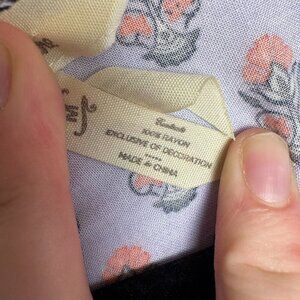 100% RAYON
EXCLUSIVE OF DECORATION
MADE in CHINA